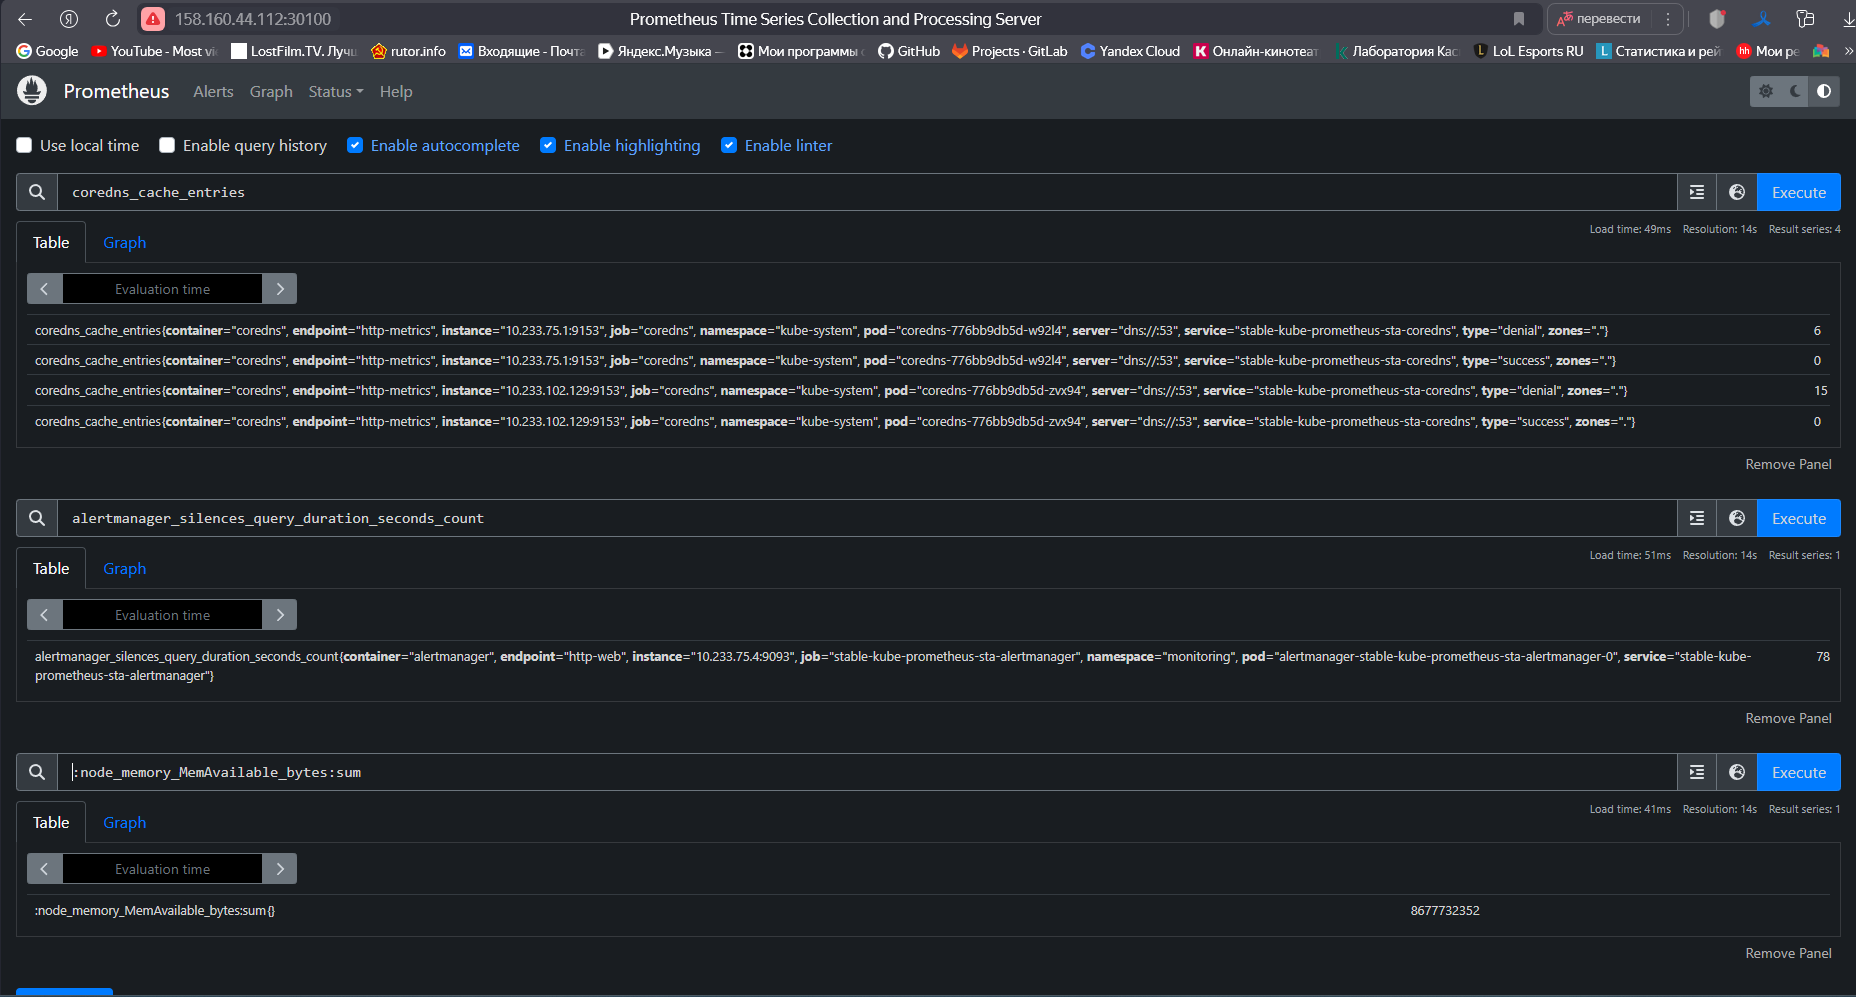 158.160.44.112:30100 Prometheus Time Series Collection and Processing Server перевести
Google YouTube - Most LostFilm.TV. rutor.info Входящие - Почта Яндекс.Музыка — Мои программы GitHub Projects · GitLab Yandex Cloud Онлайн-кинотеат Лаборатория LoL Esports RU Статистика и Мои
Prometheus Alerts Graph Status Help
Use local time Enable query history Enable autocomplete Enable highlighting Enable linter
coredns_cache_entries Execute
Load time: 49ms Resolution: 14s Result series: 4
Table Graph
Evaluation time
coredns_cache_entries{container="coredns", endpoint="http-metrics", instance="10.233.75.1:9153", job="coredns", namespace="kube-system", pod="coredns-776bb9db5d-w92l4", server="dns://:53", service="stable-kube-prometheus-sta-coredns", type="denial", zones="."} 6
coredns_cache_entries{container="coredns", endpoint="http-metrics", instance="10.233.75.1:9153", job="coredns", namespace="kube-system", pod="coredns-776bb9db5d-w92l4", server="dns://:53", service="stable-kube-prometheus-sta-coredns", type="success", zones="."} 0
coredns_cache_entries{container="coredns", endpoint="http-metrics", instance="10.233.102.129:9153", job="coredns", namespace="kube-system", pod="coredns-776bb9db5d-zvx94", server="dns://:53", service="stable-kube-prometheus-sta-coredns", type="denial", zones="."} 15
coredns_cache_entries{container="coredns", endpoint="http-metrics", instance="10.233.102.129:9153", job="coredns", namespace="kube-system", pod="coredns-776bb9db5d-zvx94", server="dns://:53", service="stable-kube-prometheus-sta-coredns", type="success", zones="."} 0
Remove Panel
alertmanager_silences_query_duration_seconds_count Execute
Load time: 51ms Resolution: 14s Result series: 1
Table Graph
Evaluation time
alertmanager_silences_query_duration_seconds_count{container="alertmanager", endpoint="http-web", instance="10.233.75.4:9093", job="stable-kube-prometheus-sta-alertmanager", namespace="monitoring", pod="alertmanager-stable-kube-prometheus-sta-alertmanager-0", service="stable-kube- 78
prometheus-sta-alertmanager"}
Remove Panel
:node_memory_MemAvailable_bytes:sum Execute
Load time: 41ms Resolution: 14s Result series: 1
Table Graph
Evaluation time
:node_memory_MemAvailable_bytes:sum{} 8677732352
Remove Panel